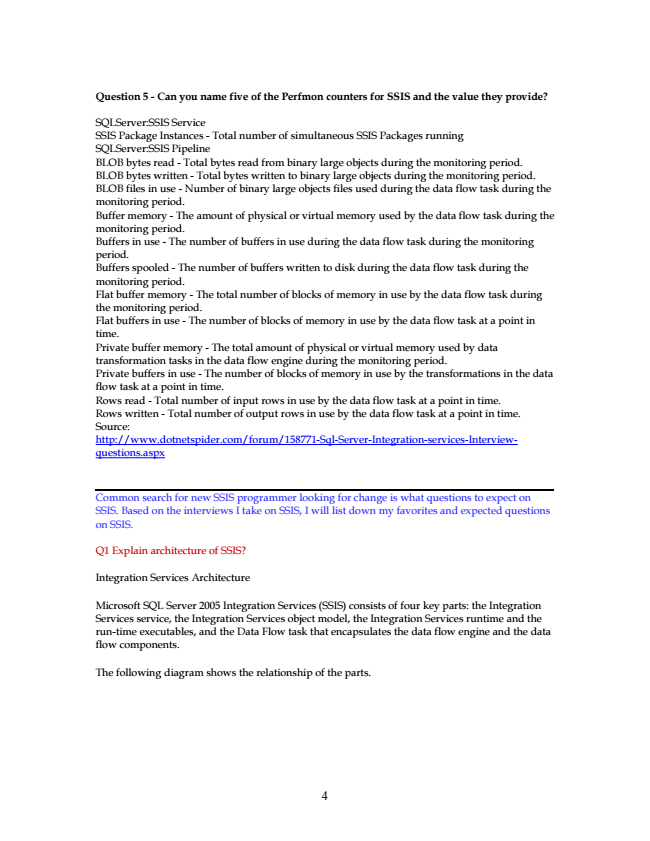 Question 5 - Can you name five of the Perfmon counters for SSIS and the value they provide?
SQLServer:SSIS Service
SSIS Package Instances - Total number of simultaneous SSIS Packages running
SQLServer:SSIS Pipeline
BLOB bytes read - Total bytes read from binary large objects during the monitoring period.
BLOB bytes written - Total bytes written to binary large objects during the monitoring period.
BLOB files in use - Number of binary large objects files used during the data flow task during the
monitoring period.
Buffer memory - The amount of physical or virtual memory used by the data flow task during the
monitoring period.
Buffers in use - The number of buffers in use during the data flow task during the monitoring
period.
Buffers spooled - The number of buffers written to disk during the data flow task during the
monitoring period.
Flat buffer memory - The total number of blocks of memory in use by the data flow task during
the monitoring period.
Flat buffers in use - The number of blocks of memory in use by the data flow task at a point in
time.
Private buffer memory - The total amount of physical or virtual memory used by data
transformation tasks in the data flow engine during the monitoring period.
Private buffers in use - The number of blocks of memory in use by the transformations in the data
flow task at a point in time.
Rows read - Total number of input rows in use by the data flow task at a point in time.
Rows written - Total number of output rows in use by the data flow task at a point in time.
Source:
http://www.dotnetspider.com/forum/158771-Sql-Server-Integration-services-Interview-
questions.aspx
Common search for new SSIS programmer looking for change is what questions to expect on
SSIS. Based on the interviews I take on SSIS, I will list down my favorites and expected questions
on SSIS.
Q1 Explain architecture of SSIS?
Integration Services Architecture
Microsoft SQL Server 2005 Integration Services (SSIS) consists of four key parts: the Integration
Services service, the Integration Services object model, the Integration Services runtime and the
run-time executables, and the Data Flow task that encapsulates the data flow engine and the data
flow components.
The following diagram shows the relationship of the parts.
4